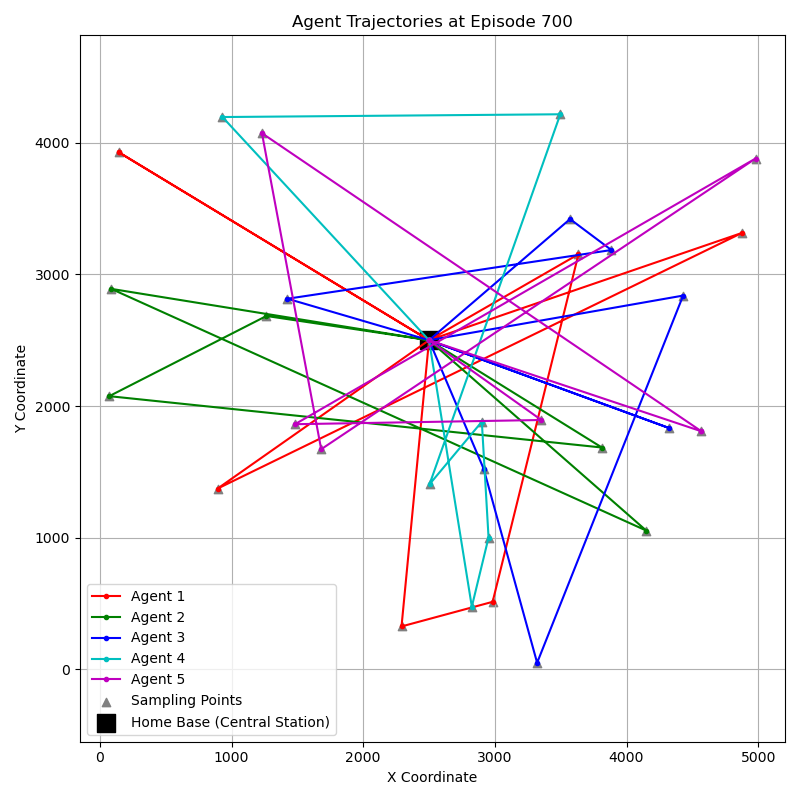 Agent Trajectories at Episode 700
Y Coordinate
4000
3000
2000
1000
0
Agent 1
Agent 2
Agent 3
Agent 4
Agent 5
Sampling Points
Home Base (Central Station)
0
1000
2000
3000
4000
5000
X Coordinate